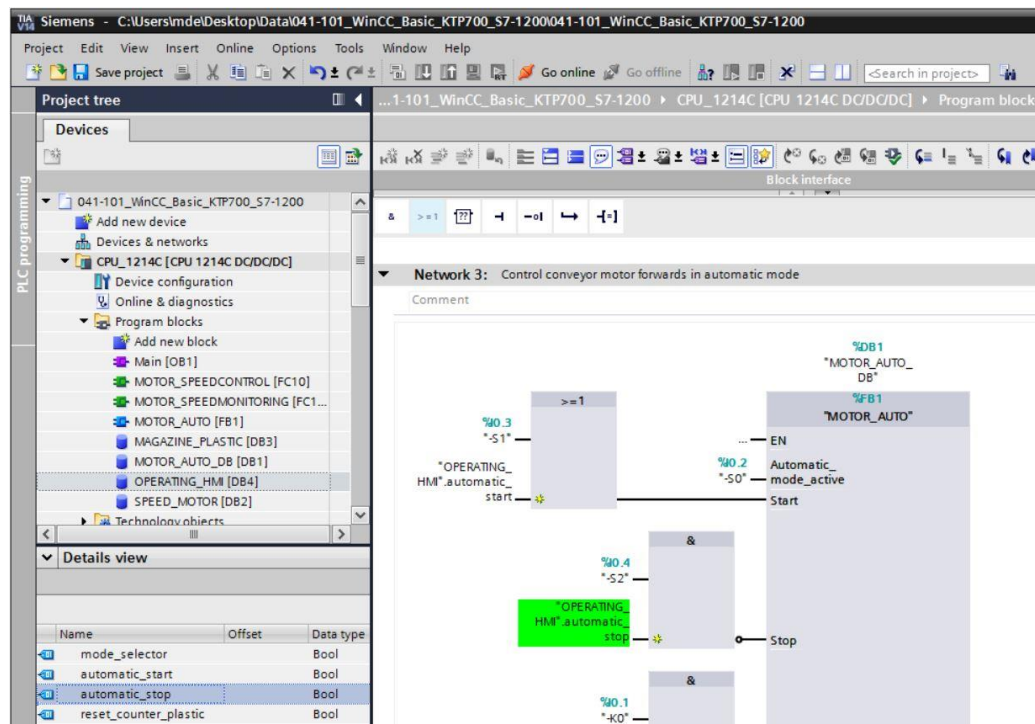 TIA V14 Siemens - C:\Users\mde\Desktop\Data\041-101_WinCC_Basic_KTP700_S7-1200\041-101_WinCC_Basic_KTP700_S7-1200
Project Edit View Insert Online Options Tools Window Help
Save project Go online Go offline <Search in project>
Project tree
...1-101_WinCC_Basic_KTP700_S7-1200 CPU_1214C [CPU 1214C DC/DC/DC] Program block
Devices
Block interface
PLC programming
041-101_WinCC_Basic_KTP700_S7-1200
Add new device
Devices & networks
CPU_1214C [CPU 1214C DC/DC/DC]
Device configuration
Online & diagnostics
Program blocks
Add new block
Main [OB1]
MOTOR_SPEEDCONTROL [FC10]
MOTOR_SPEEDMONITORING [FC1...
MOTOR_AUTO [FB1]
MAGAZINE_PLASTIC [DB3]
MOTOR_AUTO_DB [DB1]
OPERATING_HMI [DB4]
SPEED_MOTOR [DB2]
Technology objects
Details view
Name Offset Data type
mode_selector Bool
automatic_start Bool
automatic_stop Bool
reset_counter_plastic Bool
& >=1 ??
Network 3: Control conveyor motor forwards in automatic mode
Comment
%DB1
"MOTOR_AUTO_
DB"
%FB1
"MOTOR_AUTO"
>=1
%I0.3
"-S1"
"OPERATING_
HMI".automatic_
start
... EN
%I0.2
"-S0"
Automatic_
mode_active
Start
&
%I0.4
"-S2"
"OPERATING_
HMI".automatic_
stop
Stop
&
%I0.1
"-K0"